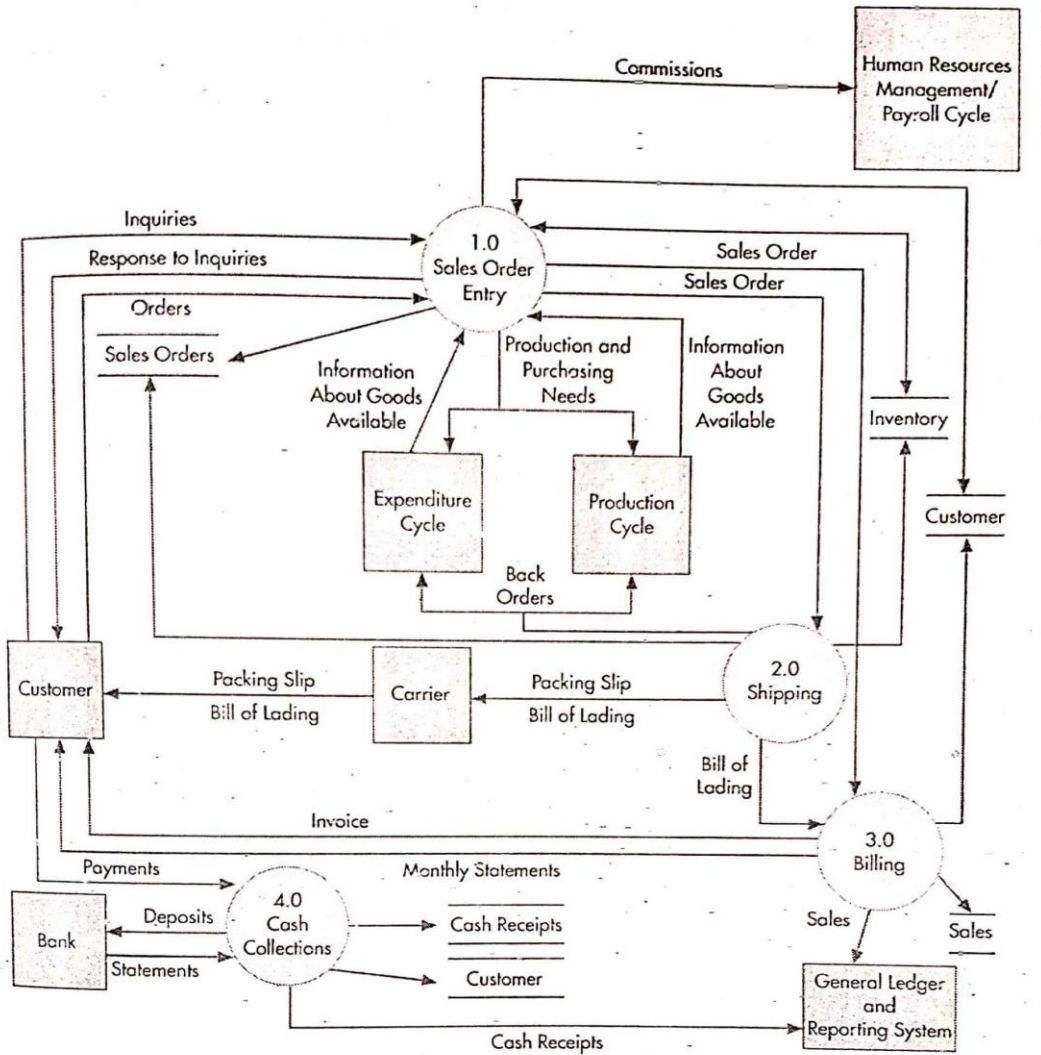 Commissions
Human Resources
Management/
Payroll Cycle
Inquiries
1.0
Sales Order
Entry
Sales Order
Response to Inquiries
Sales Order
Orders
Sales Orders
Information
About Goods
Available
Production and
Purchasing
Needs
Information
About
Goods
Available
Inventory
Expenditure
Cycle
Production
Cycle
Customer
Back
Orders
Customer
Packing Slip
Bill of Lading
Carrier
Packing Slip
Bill of Lading
2.0
Shipping
Bill of
Lading
Invoice
3.0
Billing
Monthly Statements
Payments
4.0
Cash
Collections
Deposits
Bank
Statements
Cash Receipts
Customer
Sales
Sales
General Ledger
and
Reporting System
Cash Receipts